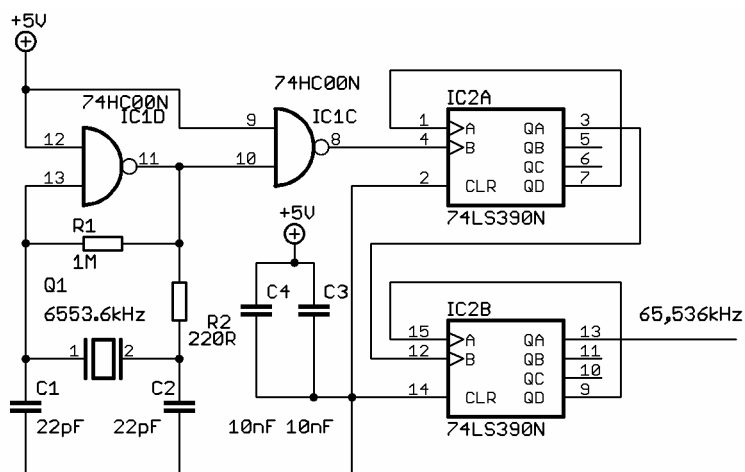 +5V
74HC00N
IC1D
12
13
11
74HC00N
IC1C
9
10
8
IC2A
1
A
QA
3
4
B
QB
5
QC
6
2
CLR
QD
7
74LS390N
R1
1M
+5V
Q1
6553.6kHz
1
2
R2
220R
C4
C3
10nF
10nF
C1
22pF
C2
22pF
IC2B
15
A
QA
13
12
B
QB
11
QC
10
14
CLR
QD
9
74LS390N
65,536kHz